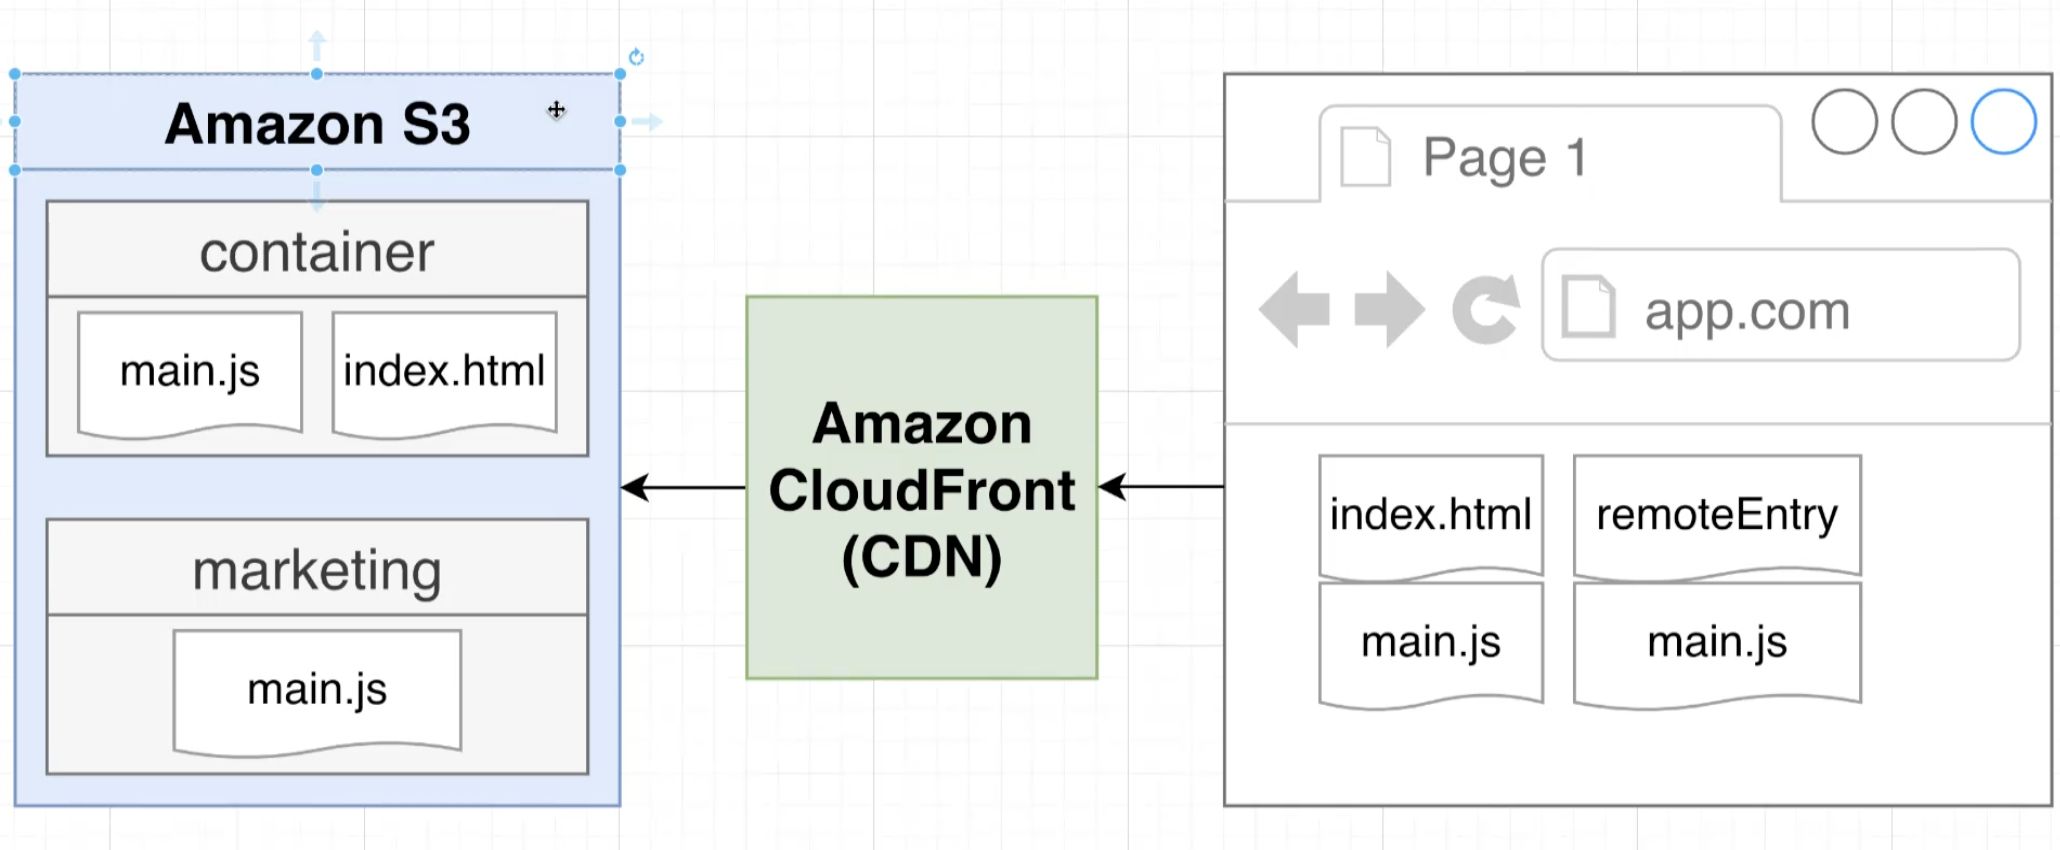 Amazon S3
container
main.js
index.html
marketing
main.js
Amazon
CloudFront
(CDN)
Page 1
app.com
index.html
remoteEntry
main.js
main.js